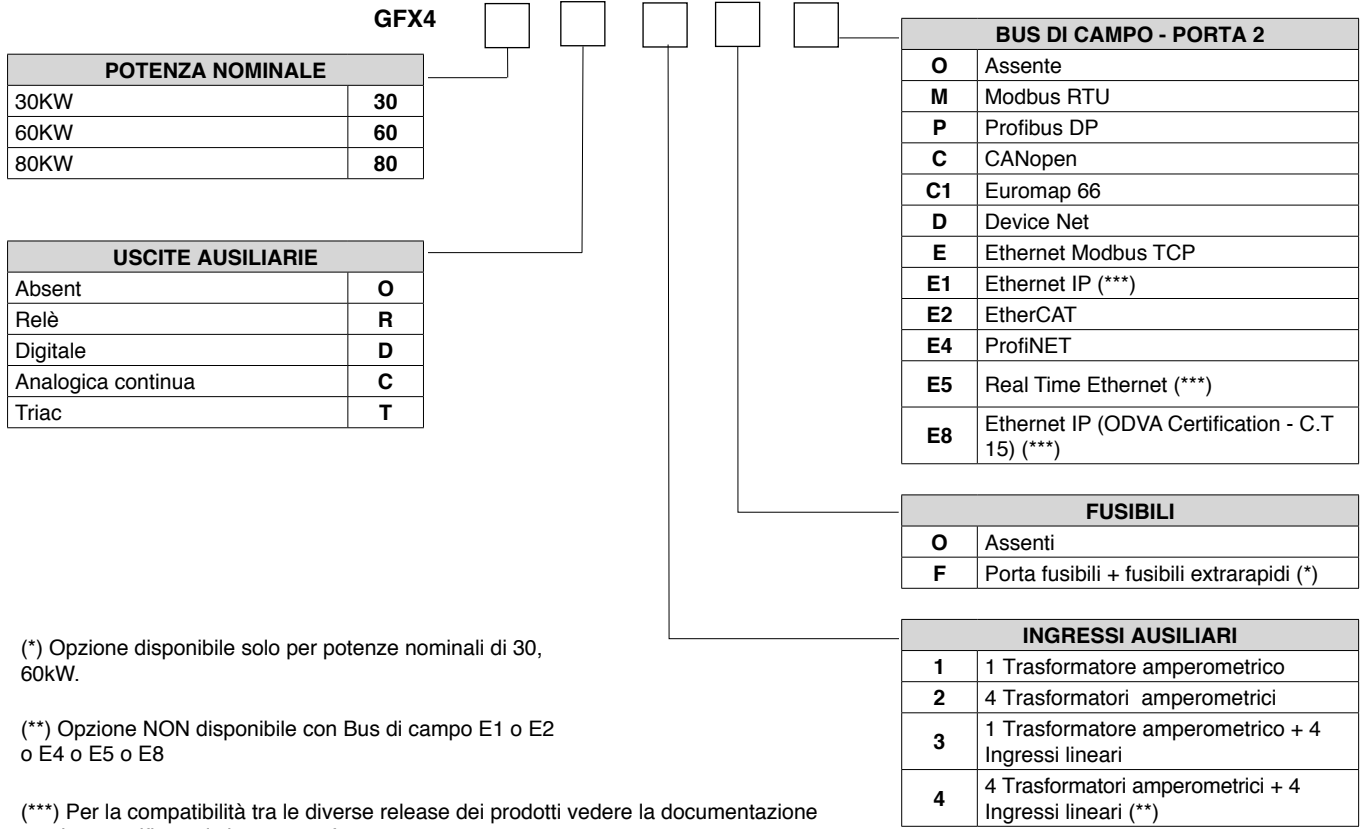 GFX4
POTENZA NOMINALE
30KW 30
60KW 60
80KW 80
USCITE AUSILIARIE
Absent O
Relè R
Digitale D
Analogica continua C
Triac T
BUS DI CAMPO - PORTA 2
O Assente
M Modbus RTU
P Profibus DP
C CANopen
C1 Euromap 66
D Device Net
E Ethernet Modbus TCP
E1 Ethernet IP (***)
E2 EtherCAT
E4 ProfiNET
E5 Real Time Ethernet (***)
E8 Ethernet IP (ODVA Certification - C.T
15) (***)
FUSIBILI
O Assenti
F Porta fusibili + fusibili extrarapidi (*)
INGRESSI AUSILIARI
1 1 Trasformatore amperometrico
2 4 Trasformatori amperometrici
3 1 Trasformatore amperometrico + 4
Ingressi lineari
4 4 Trasformatori amperometrici + 4
Ingressi lineari (**)
(*) Opzione disponibile solo per potenze nominali di 30,
60kW.
(**) Opzione NON disponibile con Bus di campo E1 o E2
o E4 o E5 o E8
(***) Per la compatibilità tra le diverse release dei prodotti vedere la documentazione